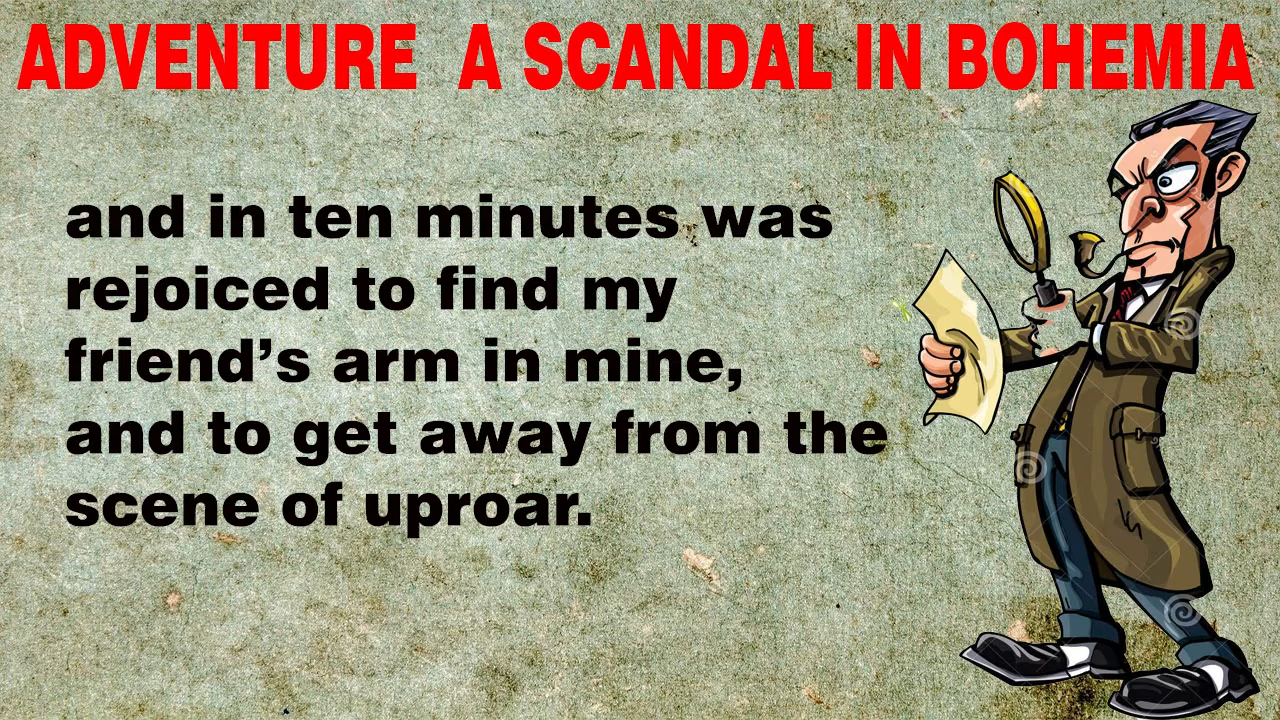 ADVENTURE A SCANDAL IN BOHEMIA
and in ten minutes was
rejoiced to find my
friend’s arm in mine,
and to get away from the
scene of uproar.